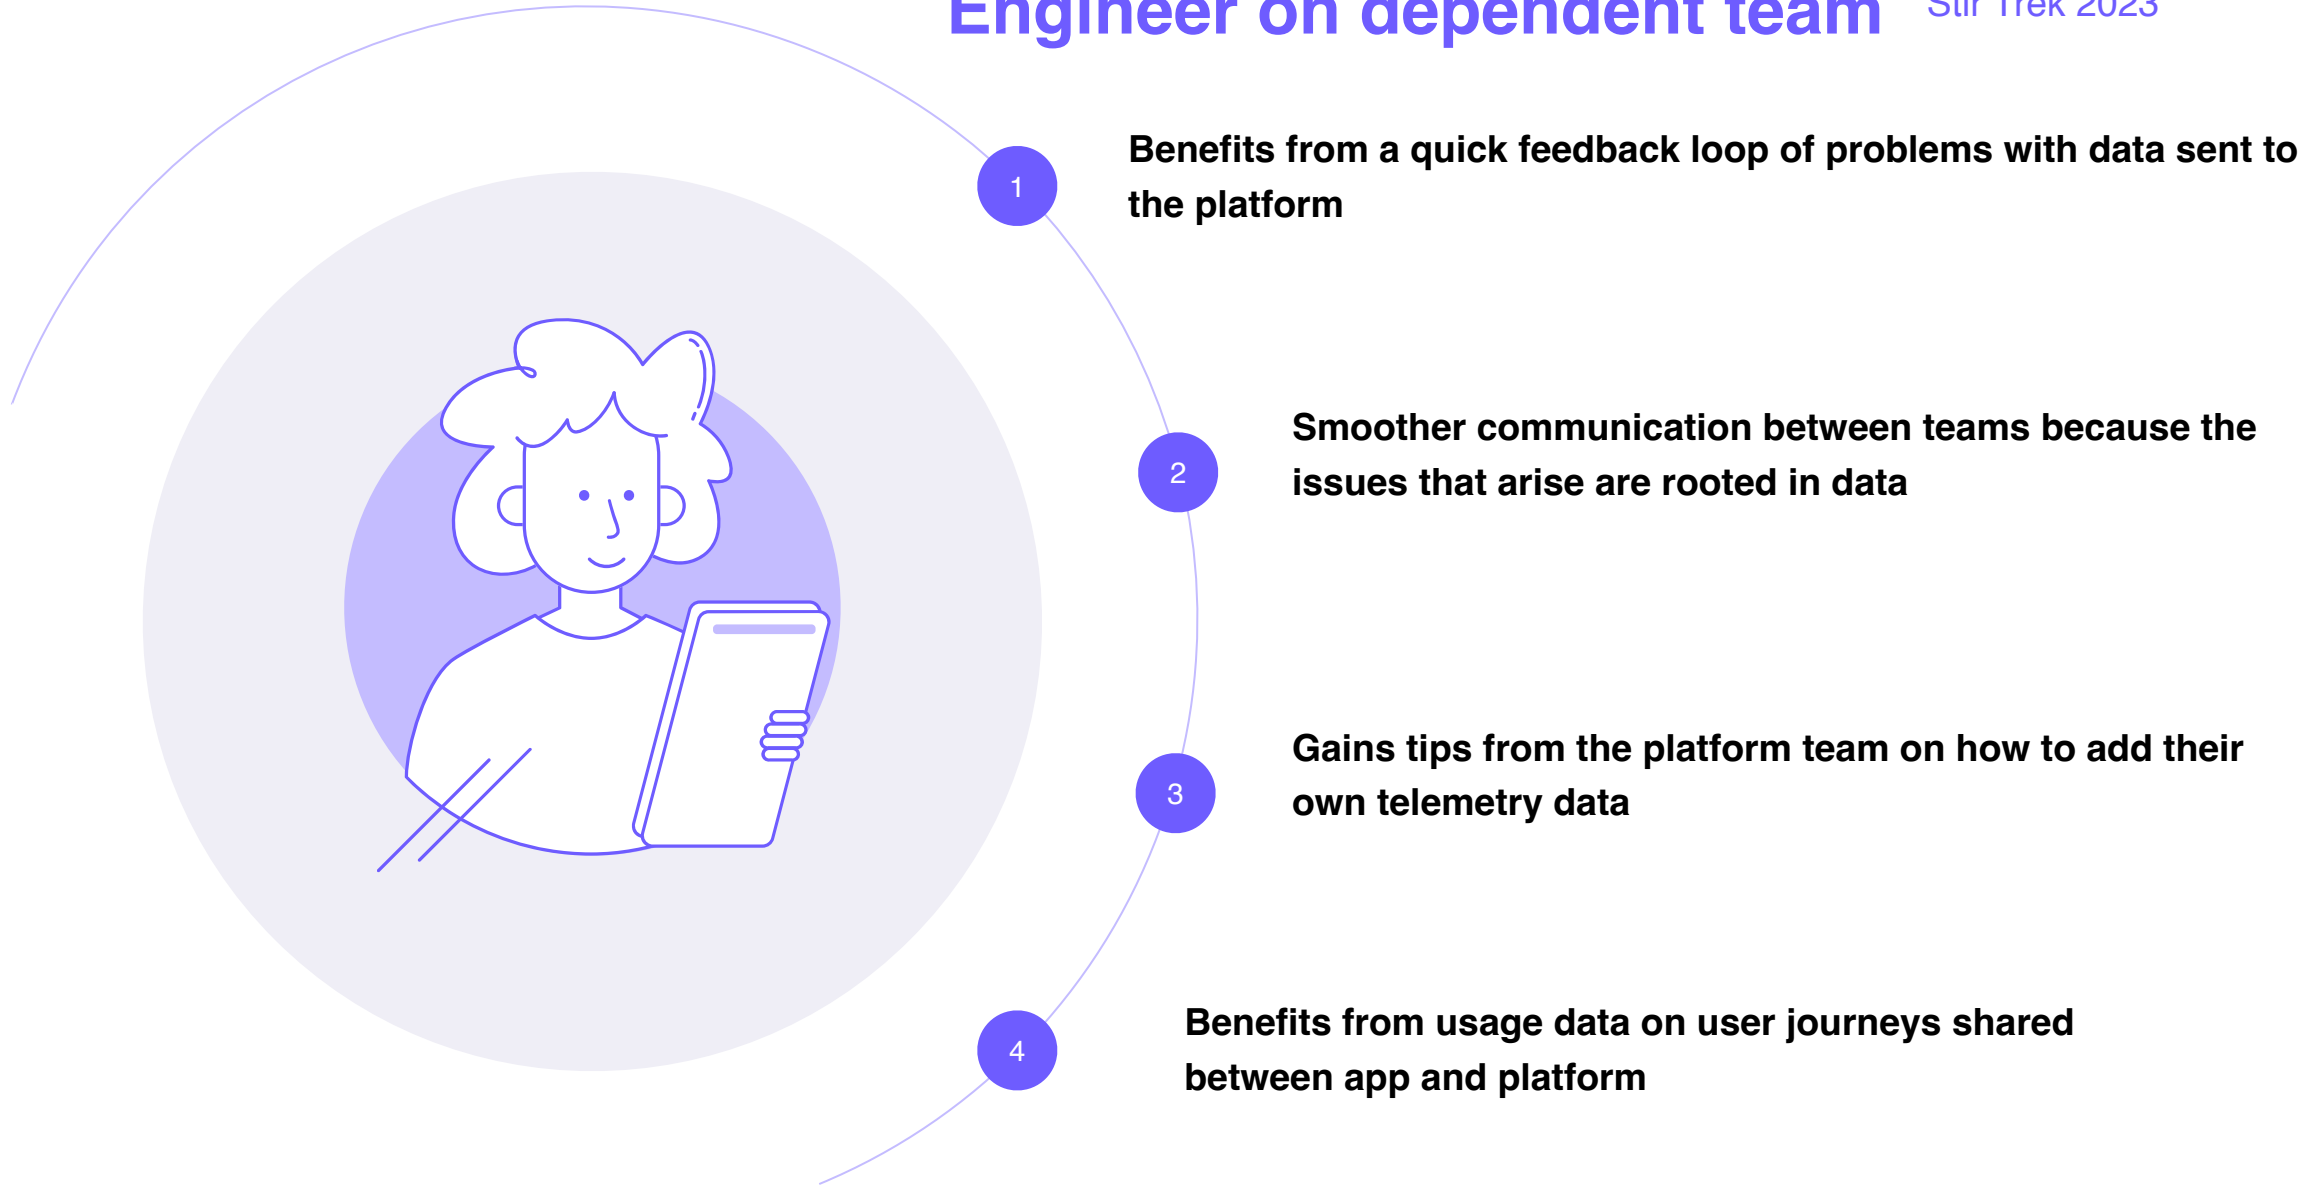 Engineer on dependent team Stir Trek 2023
1
Benefits from a quick feedback loop of problems with data sent to
the platform
2
Smoother communication between teams because the
issues that arise are rooted in data
3
Gains tips from the platform team on how to add their
own telemetry data
4
Benefits from usage data on user journeys shared
between app and platform